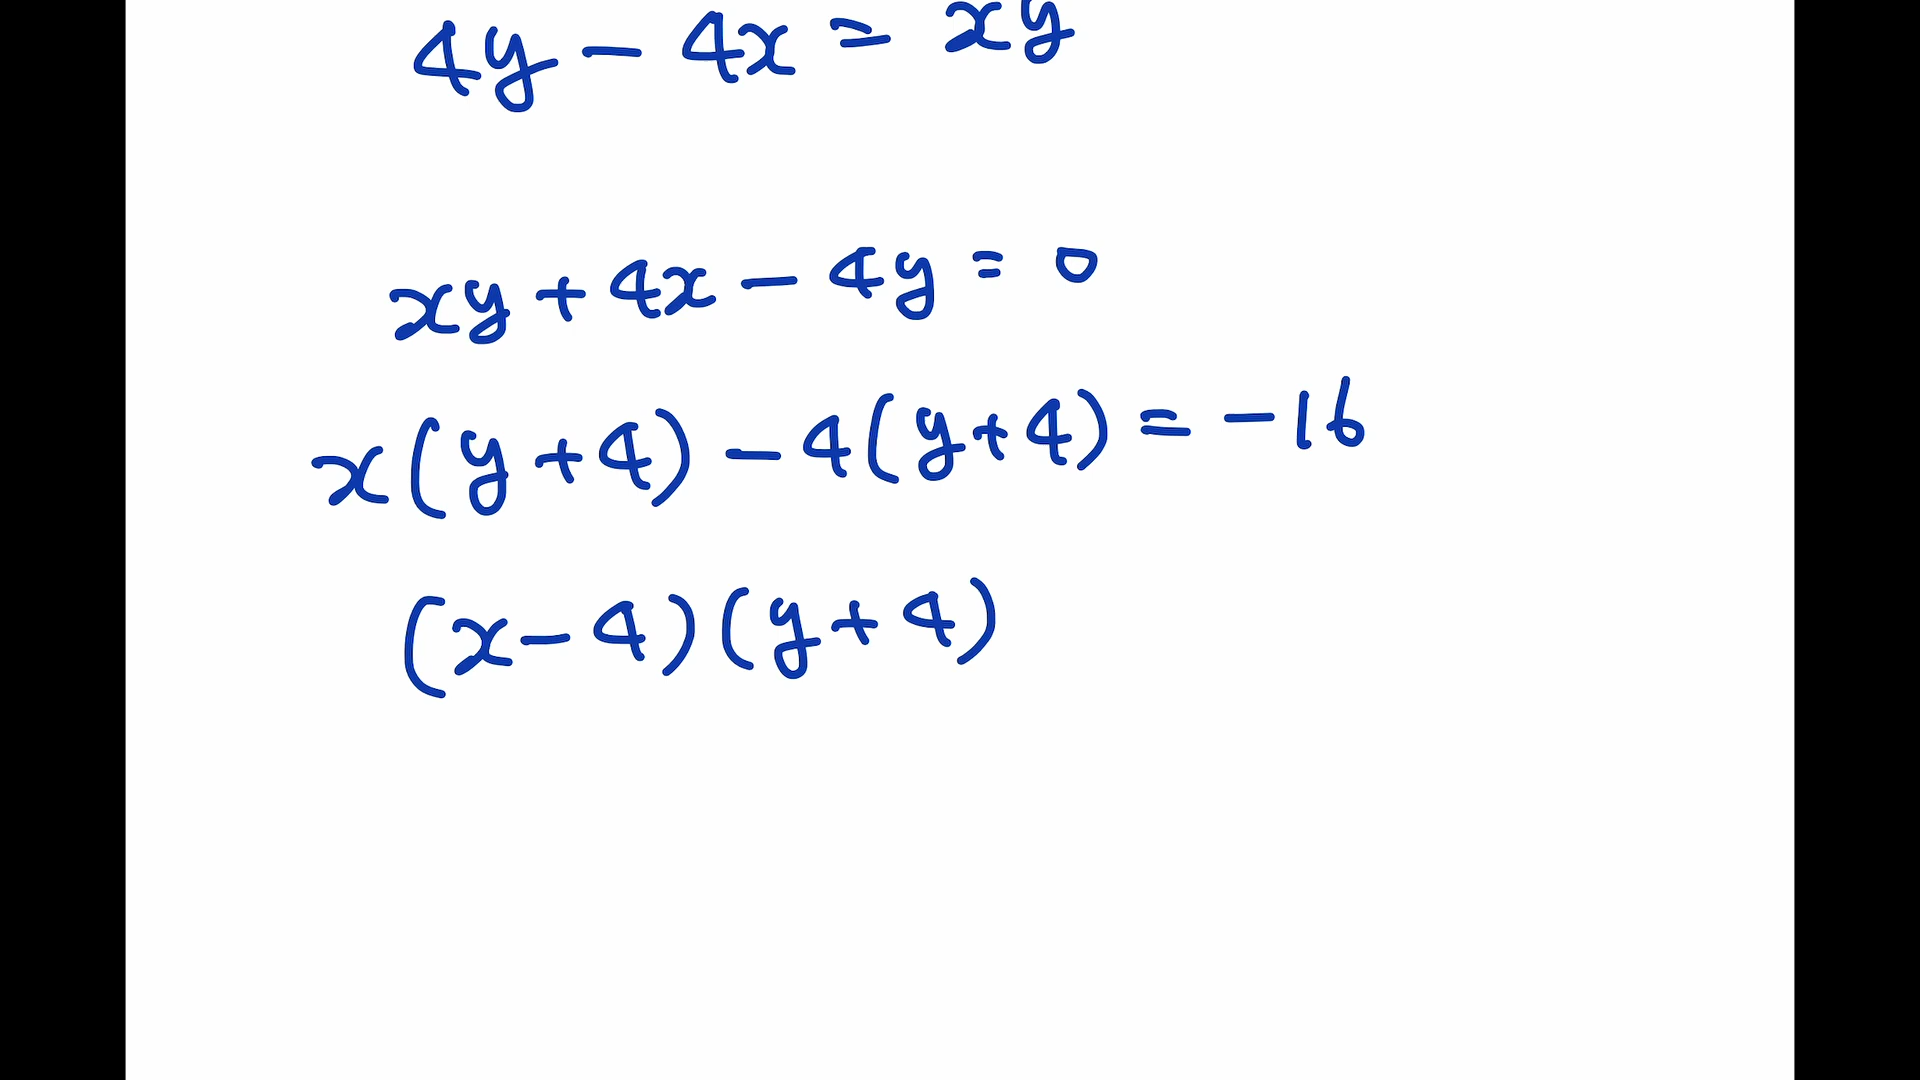 4y - 4x = xy
xy + 4x - 4y = 0
x(y+4) - 4(y+4) = -16
(x-4)(y+4)